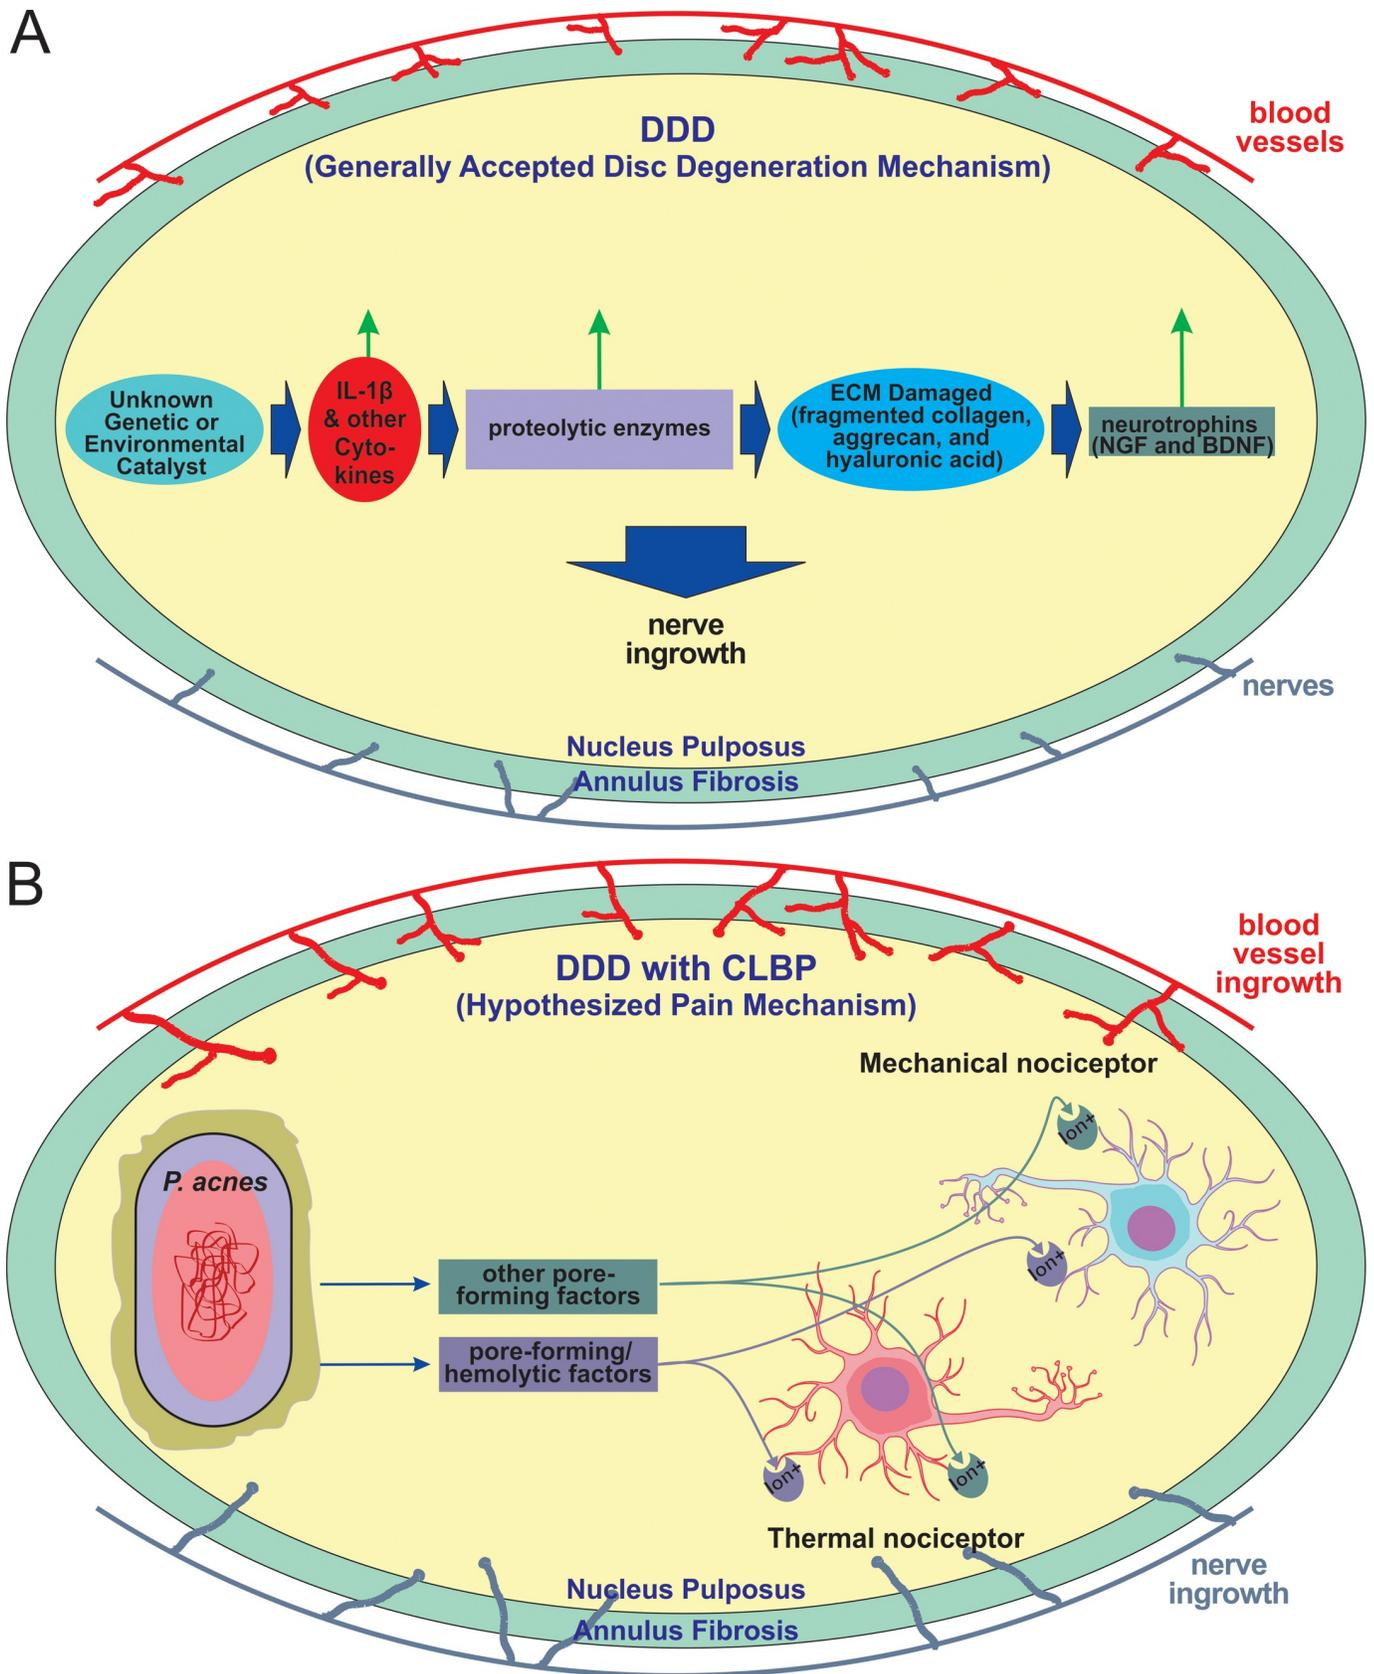 A
blood
vessels
DDD
(Generally Accepted Disc Degeneration Mechanism)
Unknown
Genetic or
Environmental
Catalyst
IL-1β
& other
Cyto-
kines
proteolytic enzymes
ECM Damaged
(fragmented collagen,
aggrecan, and
hyaluronic acid)
neurotrophins
(NGF and BDNF)
nerve
ingrowth
nerves
Nucleus Pulposus
Annulus Fibrosis
B
blood
vessel
ingrowth
DDD with CLBP
(Hypothesized Pain Mechanism)
Mechanical nociceptor
Ion+
P. acnes
Ion+
other pore-
forming factors
pore-forming/
hemolytic factors
Ion+
Ion+
Thermal nociceptor
nerve
ingrowth
Nucleus Pulposus
Annulus Fibrosis